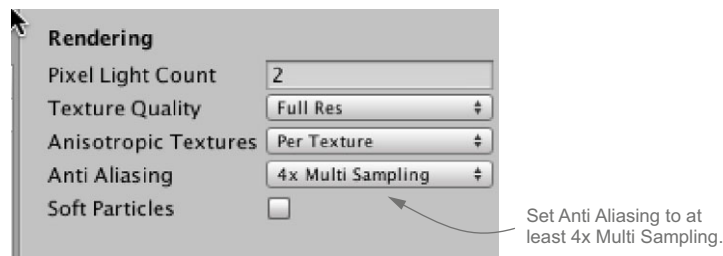 Rendering
Pixel Light Count 2
Texture Quality Full Res
Anisotropic Textures Per Texture
Anti Aliasing 4x Multi Sampling
Soft Particles
Set Anti Aliasing to at
least 4x Multi Sampling.